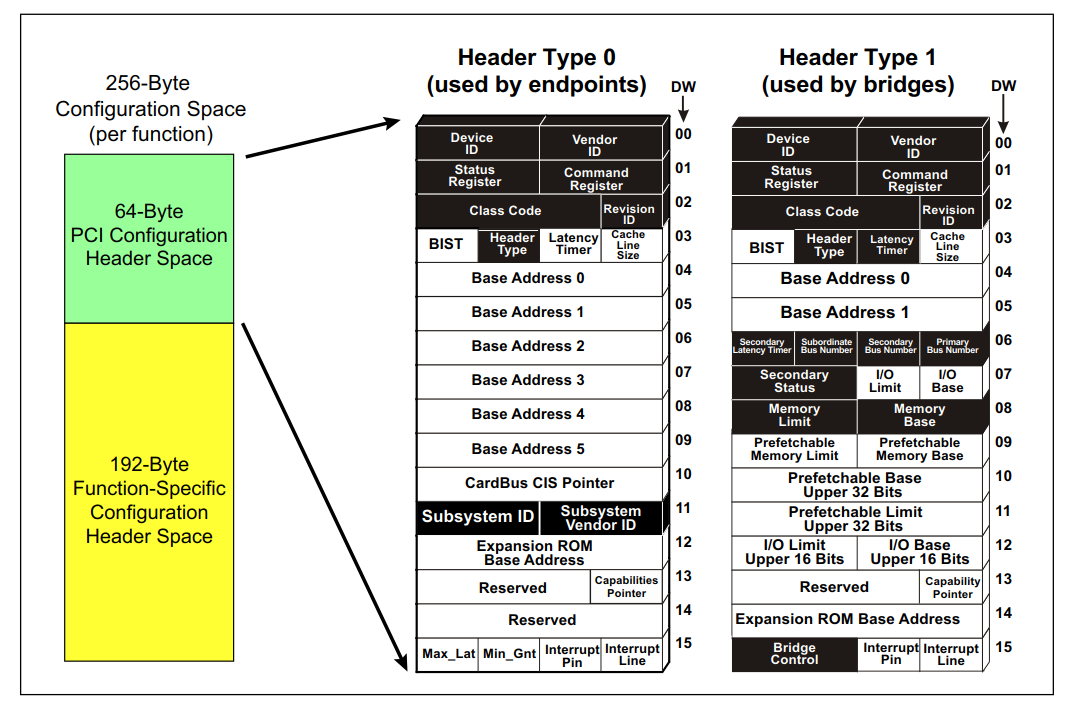 256-Byte
Configuration Space
(per function)
64-Byte
PCI Configuration
Header Space
192-Byte
Function-Specific
Configuration
Header Space
Header Type 0
(used by endpoints)
DW
Device
ID
Vendor
ID
00
Status
Register
Command
Register
01
Class Code
Revision
ID
02
BIST
Header
Type
Latency
Timer
Cache
Line
Size
03
Base Address 0
04
Base Address 1
05
Base Address 2
06
Base Address 3
07
Base Address 4
08
Base Address 5
09
CardBus CIS Pointer
10
Subsystem ID
Subsystem
Vendor ID
11
Expansion ROM
Base Address
12
Reserved
Capabilities
Pointer
13
Reserved
14
Max_Lat
Min_Gnt
Interrupt
Pin
Interrupt
Line
15
Header Type 1
(used by bridges)
DW
Device
ID
Vendor
ID
00
Status
Register
Command
Register
01
Class Code
Revision
ID
02
BIST
Header
Type
Latency
Timer
Cache
Line
Size
03
Base Address 0
04
Base Address 1
05
Secondary
Latency Timer
Subordinate
Bus Number
Secondary
Bus Number
Primary
Bus Number
06
Secondary
Status
I/O
Limit
I/O
Base
07
Memory
Limit
Memory
Base
08
Prefetchable
Memory Limit
Prefetchable
Memory Base
09
Prefetchable Base
Upper 32 Bits
10
Prefetchable Limit
Upper 32 Bits
11
I/O Limit
Upper 16 Bits
I/O Base
Upper 16 Bits
12
Reserved
Capability
Pointer
13
Expansion ROM Base Address
14
Bridge
Control
Interrupt
Pin
Interrupt
Line
15